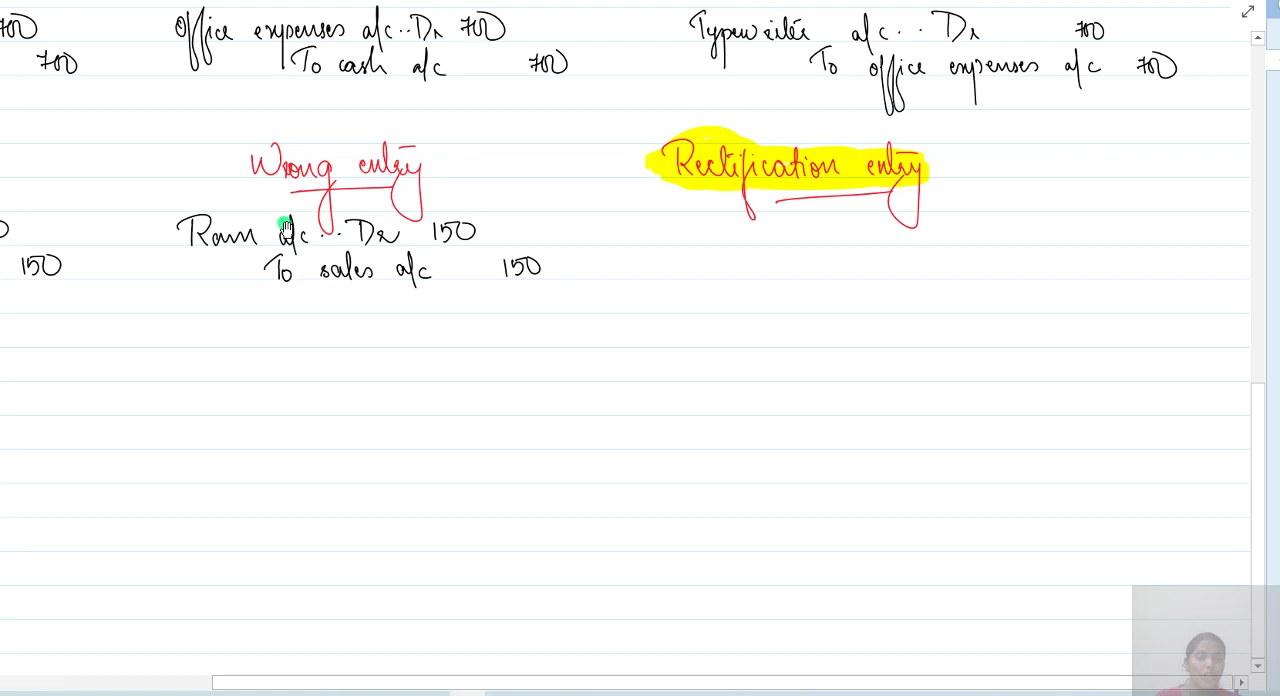 700 Office expenses a/c .. Dr 700 Typewriter a/c .. Dr 700
700 To cash a/c 700 To office expenses a/c 700
Wrong entry Rectification entry
Ram a/c .. Dr 150
150 To sales a/c 150